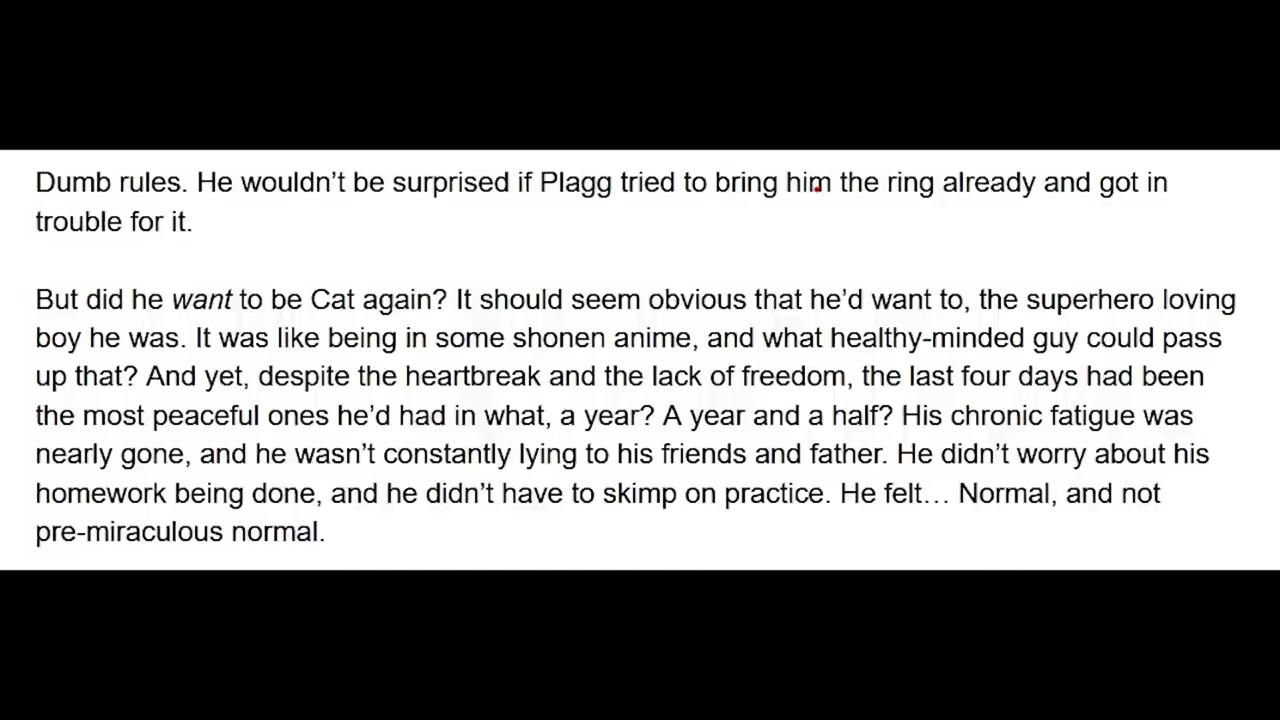 Dumb rules. He wouldn’t be surprised if Plagg tried to bring him the ring already and got in
trouble for it.
But did he want to be Cat again? It should seem obvious that he’d want to, the superhero loving
boy he was. It was like being in some shonen anime, and what healthy-minded guy could pass
up that? And yet, despite the heartbreak and the lack of freedom, the last four days had been
the most peaceful ones he’d had in what, a year? A year and a half? His chronic fatigue was
nearly gone, and he wasn’t constantly lying to his friends and father. He didn’t worry about his
homework being done, and he didn’t have to skimp on practice. He felt… Normal, and not
pre-miraculous normal.